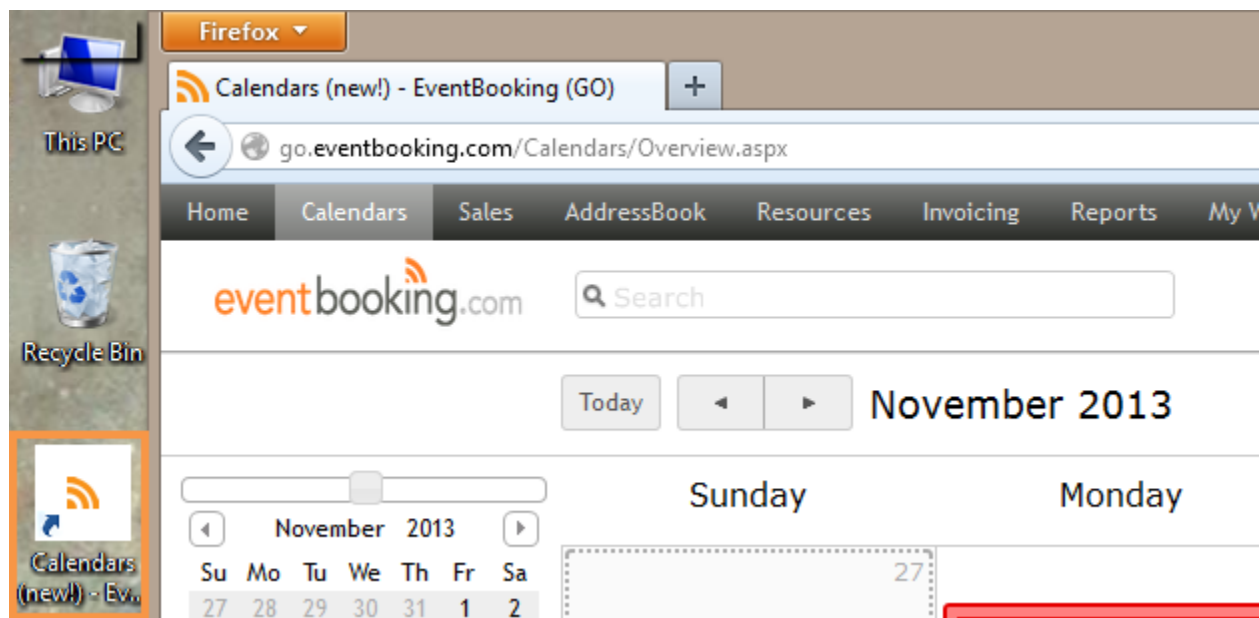 This PC
Recycle Bin
Calendars
(new!) - Ev...
Firefox
Calendars (new!) - EventBooking (GO)
+
go.eventbooking.com/Calendars/Overview.aspx
Home Calendars Sales AddressBook Resources Invoicing Reports My
eventbooking.com
Search
Today November 2013
November 2013
Su Mo Tu We Th Fr Sa
27 28 29 30 31 1 2
Sunday Monday
27